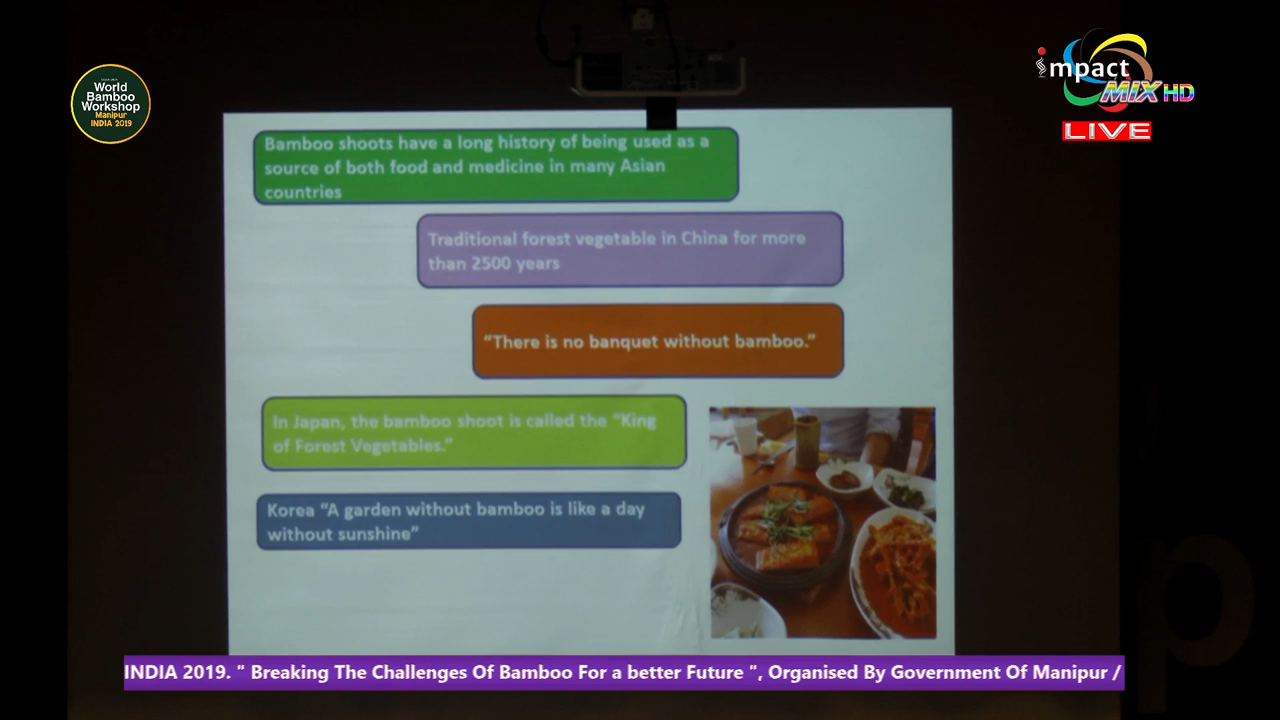 World
Bamboo
Workshop
Manipur
INDIA 2019
impact
MIX HD
LIVE
Bamboo shoots have a long history of being used as a
source of both food and medicine in many Asian
countries
Traditional forest vegetable in China for more
than 2500 years
“There is no banquet without bamboo.”
In Japan, the bamboo shoot is called the “King
of Forest Vegetables.”
Korea “A garden without bamboo is like a day
without sunshine”
INDIA 2019. " Breaking The Challenges Of Bamboo For a better Future ", Organised By Government Of Manipur /